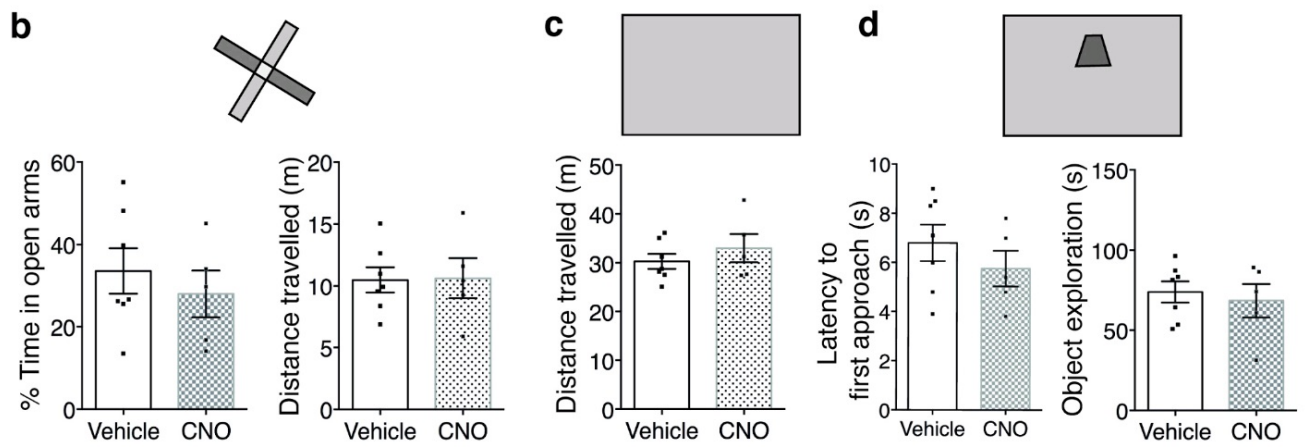 b
% Time in open arms
60
40
20
0
Vehicle CNO
Distance travelled (m)
20
15
10
5
0
Vehicle CNO
c
Distance travelled (m)
50
40
30
20
10
0
Vehicle CNO
d
Latency to
first approach (s)
10
8
6
4
2
0
Vehicle CNO
Object exploration (s)
150
100
50
0
Vehicle CNO